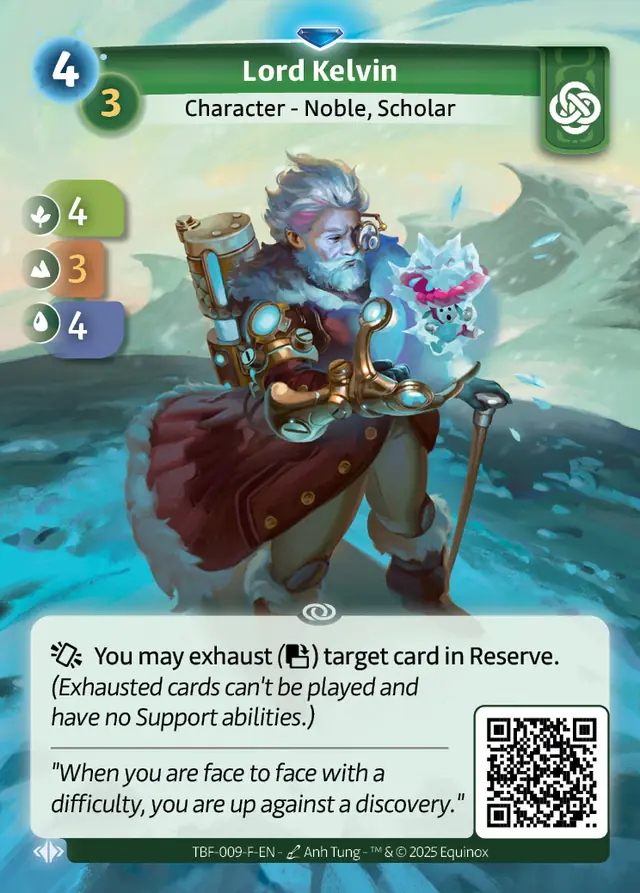 4
Lord Kelvin
3
Character - Noble, Scholar
4
3
4
You may exhaust () target card in Reserve.
(Exhausted cards can't be played and
have no Support abilities.)
"When you are face to face with a
difficulty, you are up against a discovery."
TBF-009-F-EN - Anh Tung - ™ & © 2025 Equinox